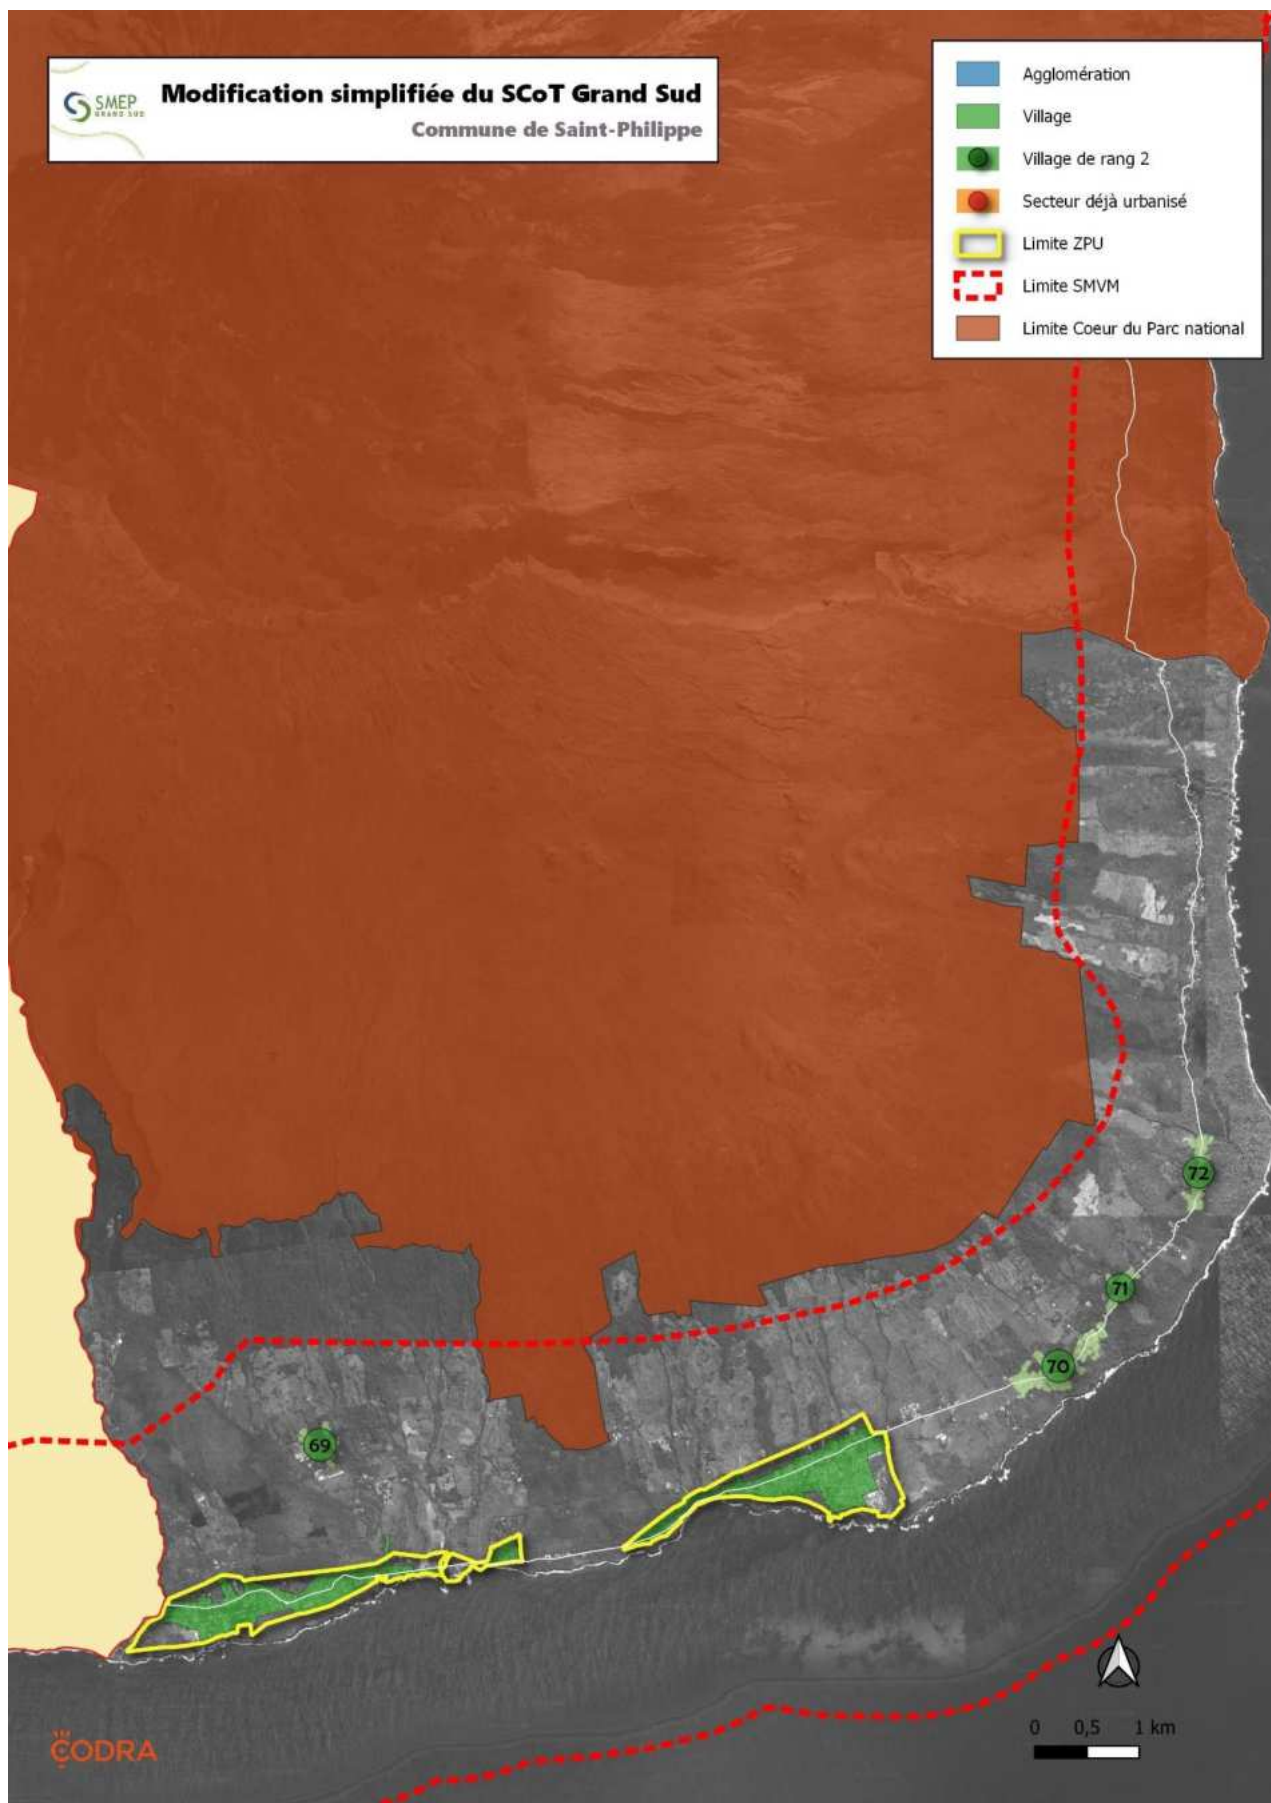 SMEP
GRAND SUD
Modification simplifiée du SCoT Grand Sud
Commune de Saint-Philippe
Agglomération
Village
Village de rang 2
Secteur déjà urbanisé
Limite ZPU
Limite SMVM
Limite Coeur du Parc national
72
71
70
69
0 0,5 1 km
CODRA